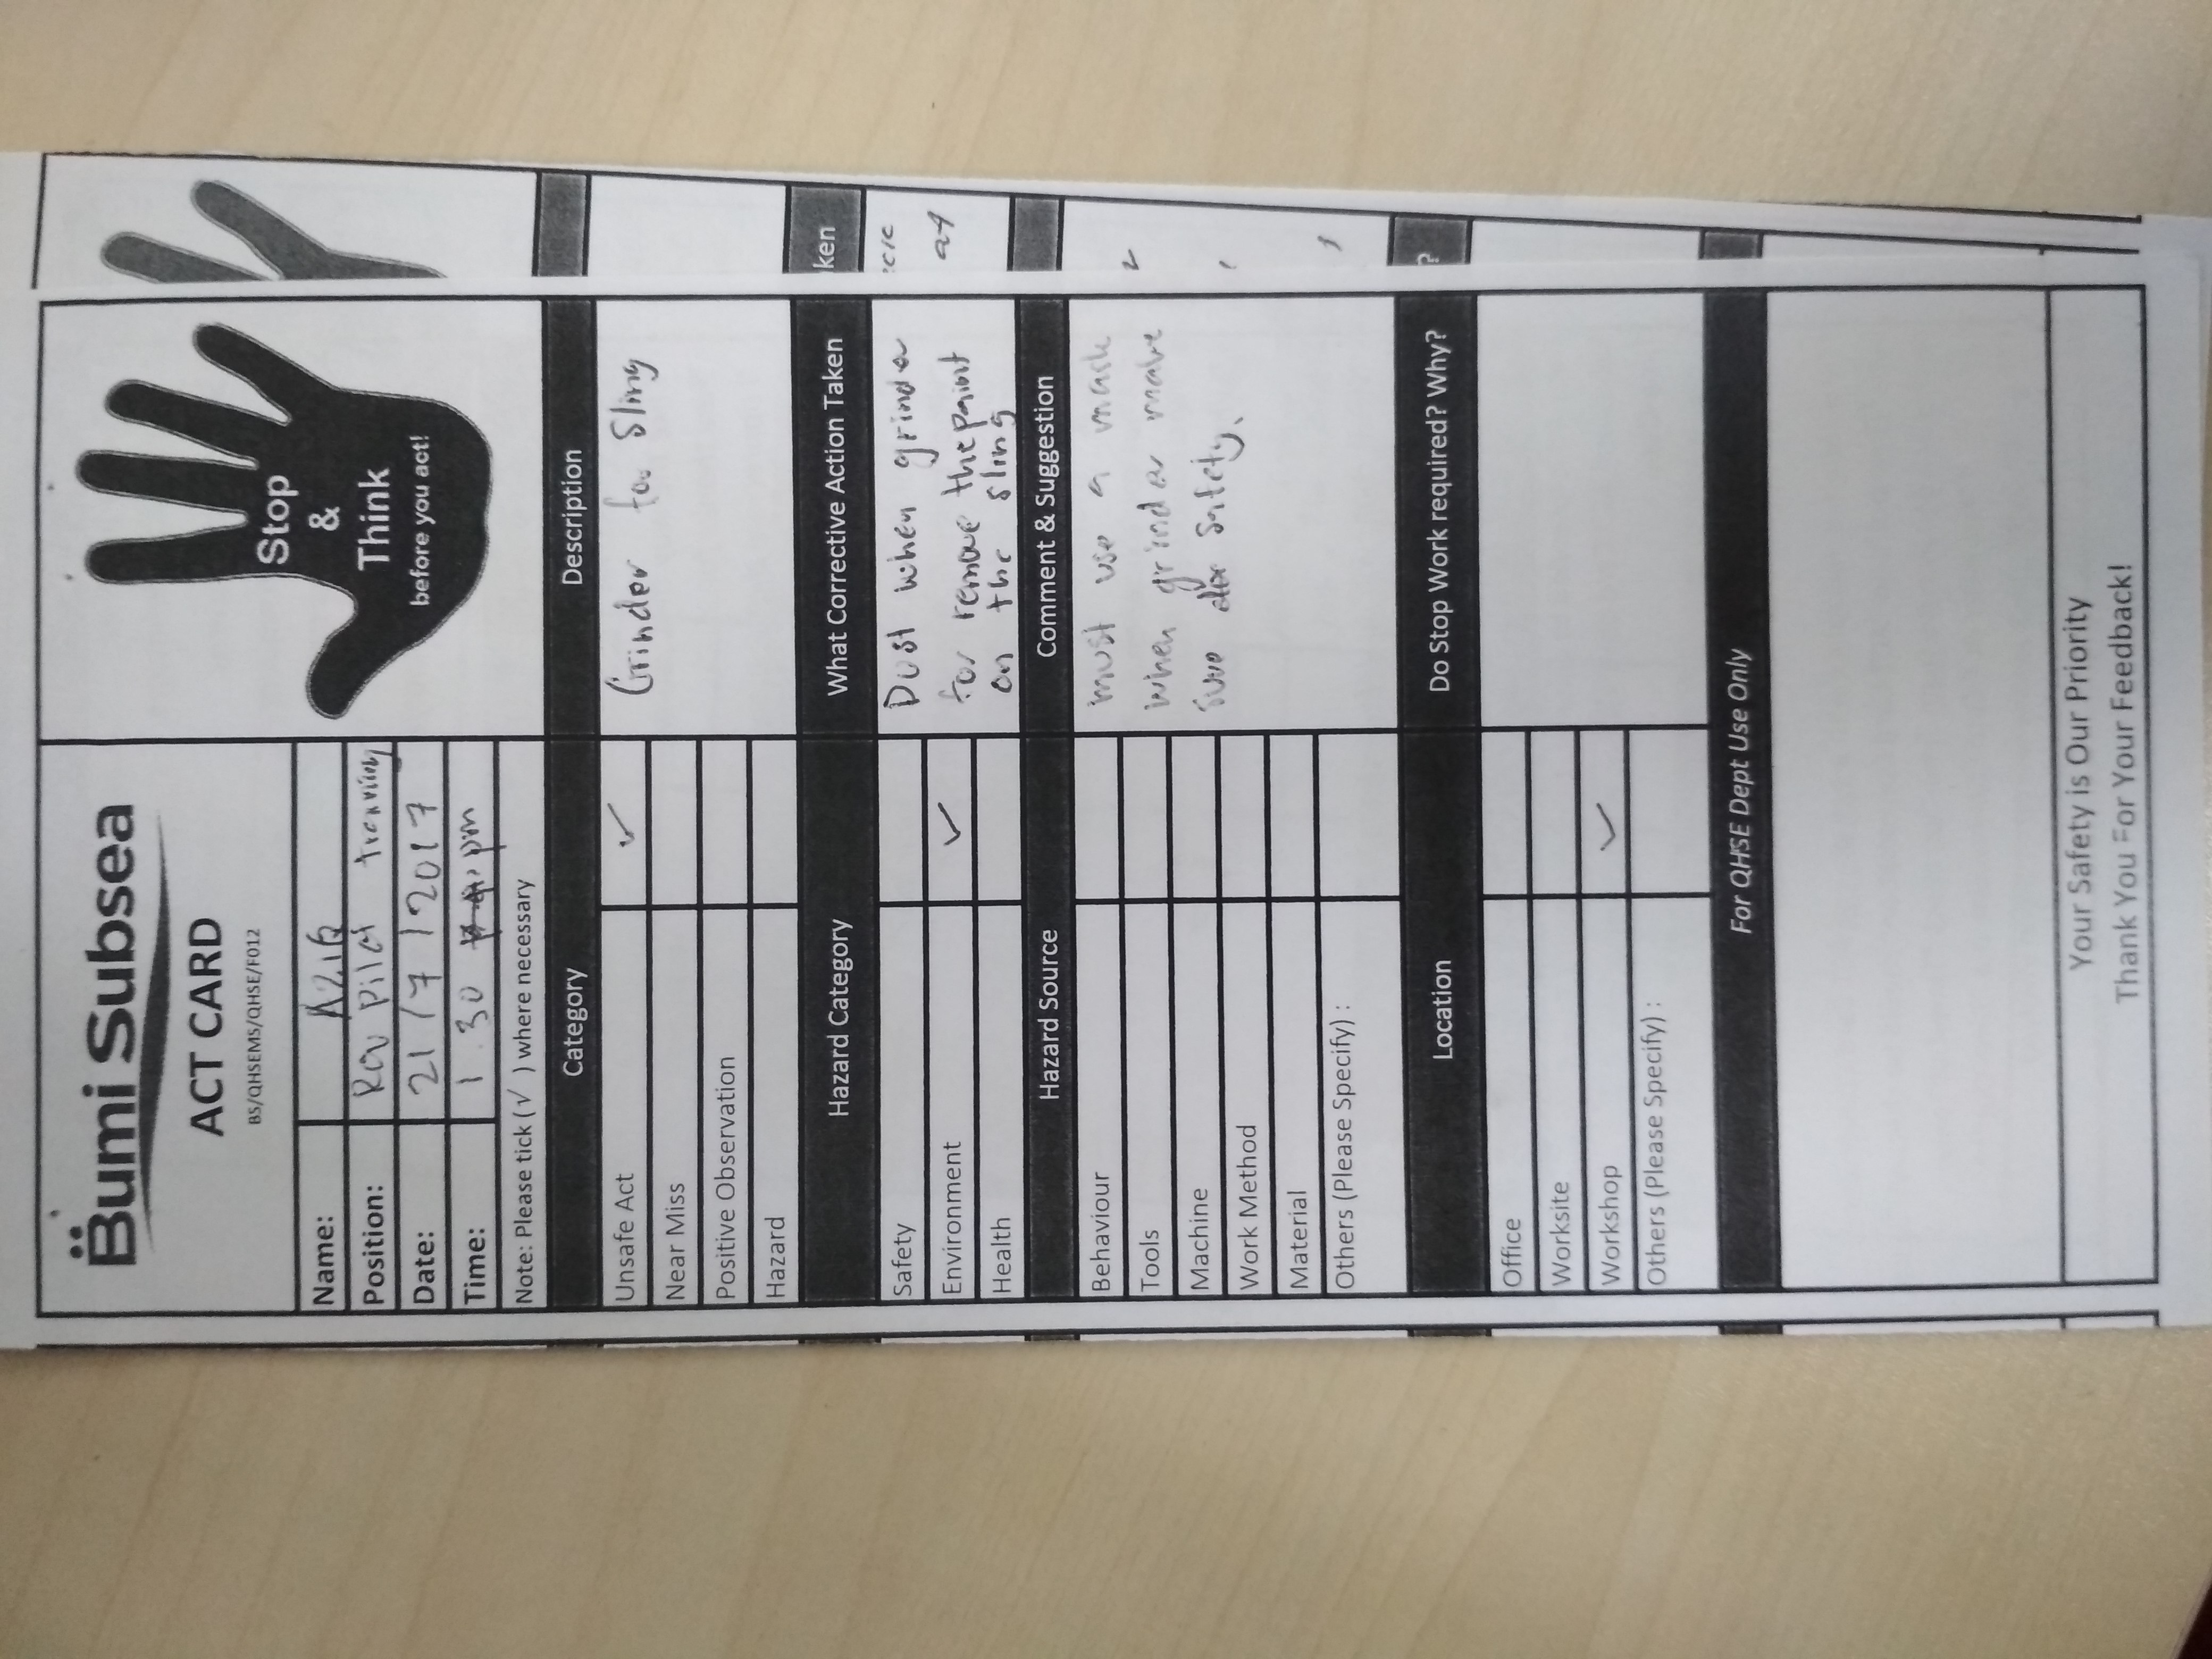 Bumi Subsea
ACT CARD
BS/QHSEMS/QHSE/F012
Stop
&
Think
before you act!
Name:
Position: Rov Pilot
Date: 21/7/2017
Time: 1.30 pm
Note: Please tick (√ ) where necessary
Category Description
Unsafe Act ✓ Grinder for sling
Near Miss
Positive Observation
Hazard
Hazard Category What Corrective Action Taken
Safety Dust when grinder
Environment ✓ for remove the paint
Health on the sling
Hazard Source Comment & Suggestion
Behaviour must use a mask
Tools when grinder make
Machine sure safety.
Work Method
Material
Others (Please Specify) :
Location Do Stop Work required? Why?
Office
Worksite
Workshop ✓
Others (Please Specify) :
For QHSE Dept Use Only
Your Safety is Our Priority
Thank You For Your Feedback!
ken
at
?